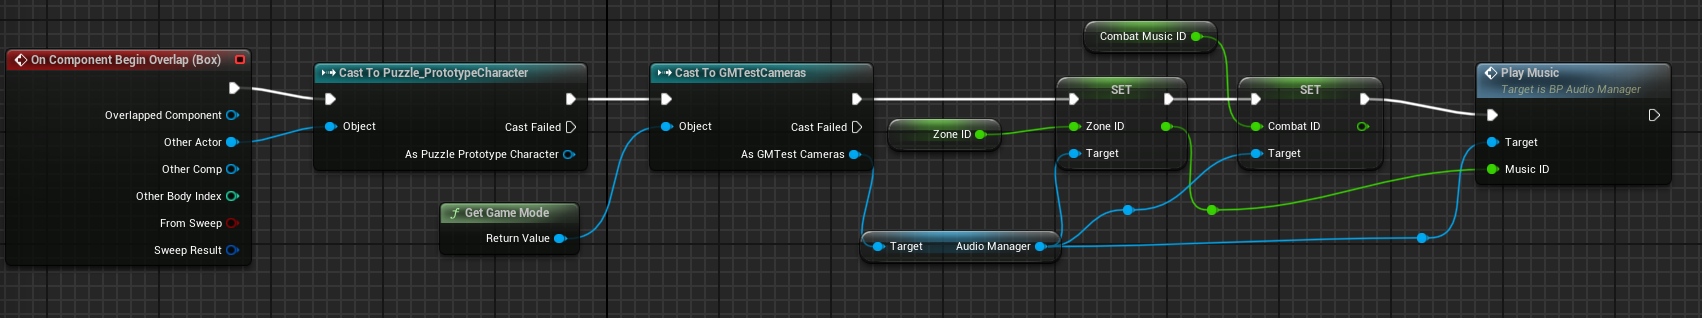 On Component Begin Overlap (Box)
Overlapped Component
Other Actor
Other Comp
Other Body Index
From Sweep
Sweep Result
Cast To Puzzle_PrototypeCharacter
Object
Cast Failed
As Puzzle Prototype Character
f Get Game Mode
Return Value
Cast To GMTestCameras
Object
Cast Failed
As GMTest Cameras
Target Audio Manager
Zone ID
SET
Zone ID
Target
Combat Music ID
SET
Combat ID
Target
Play Music
Target is BP Audio Manager
Target
Music ID